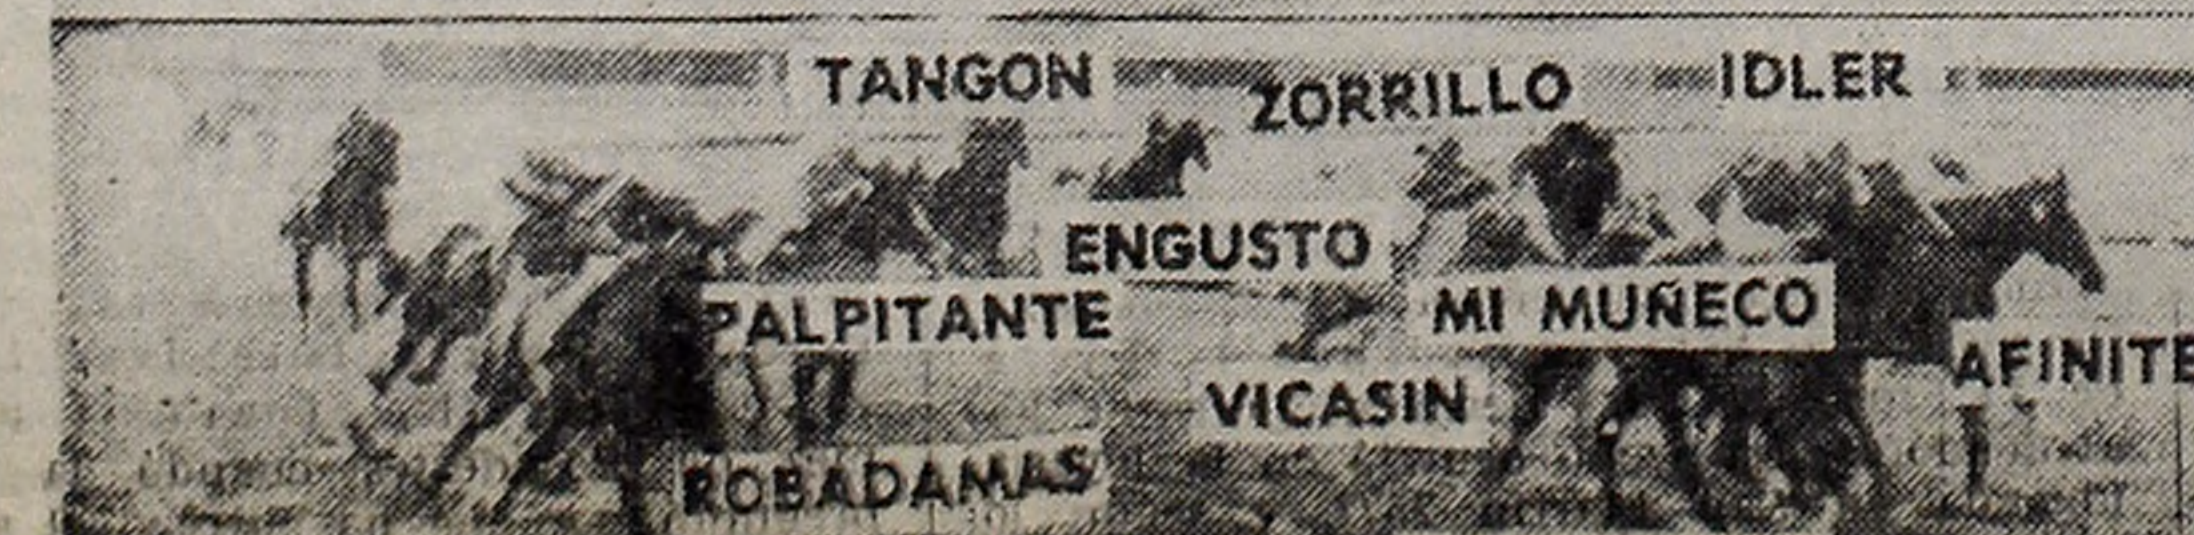 TANGON
ZORRILLO
IDLER
ENGUSTO
PALPITANTE
MI MUÑECO
AFINITE
VICASIN
ROBADAMAS